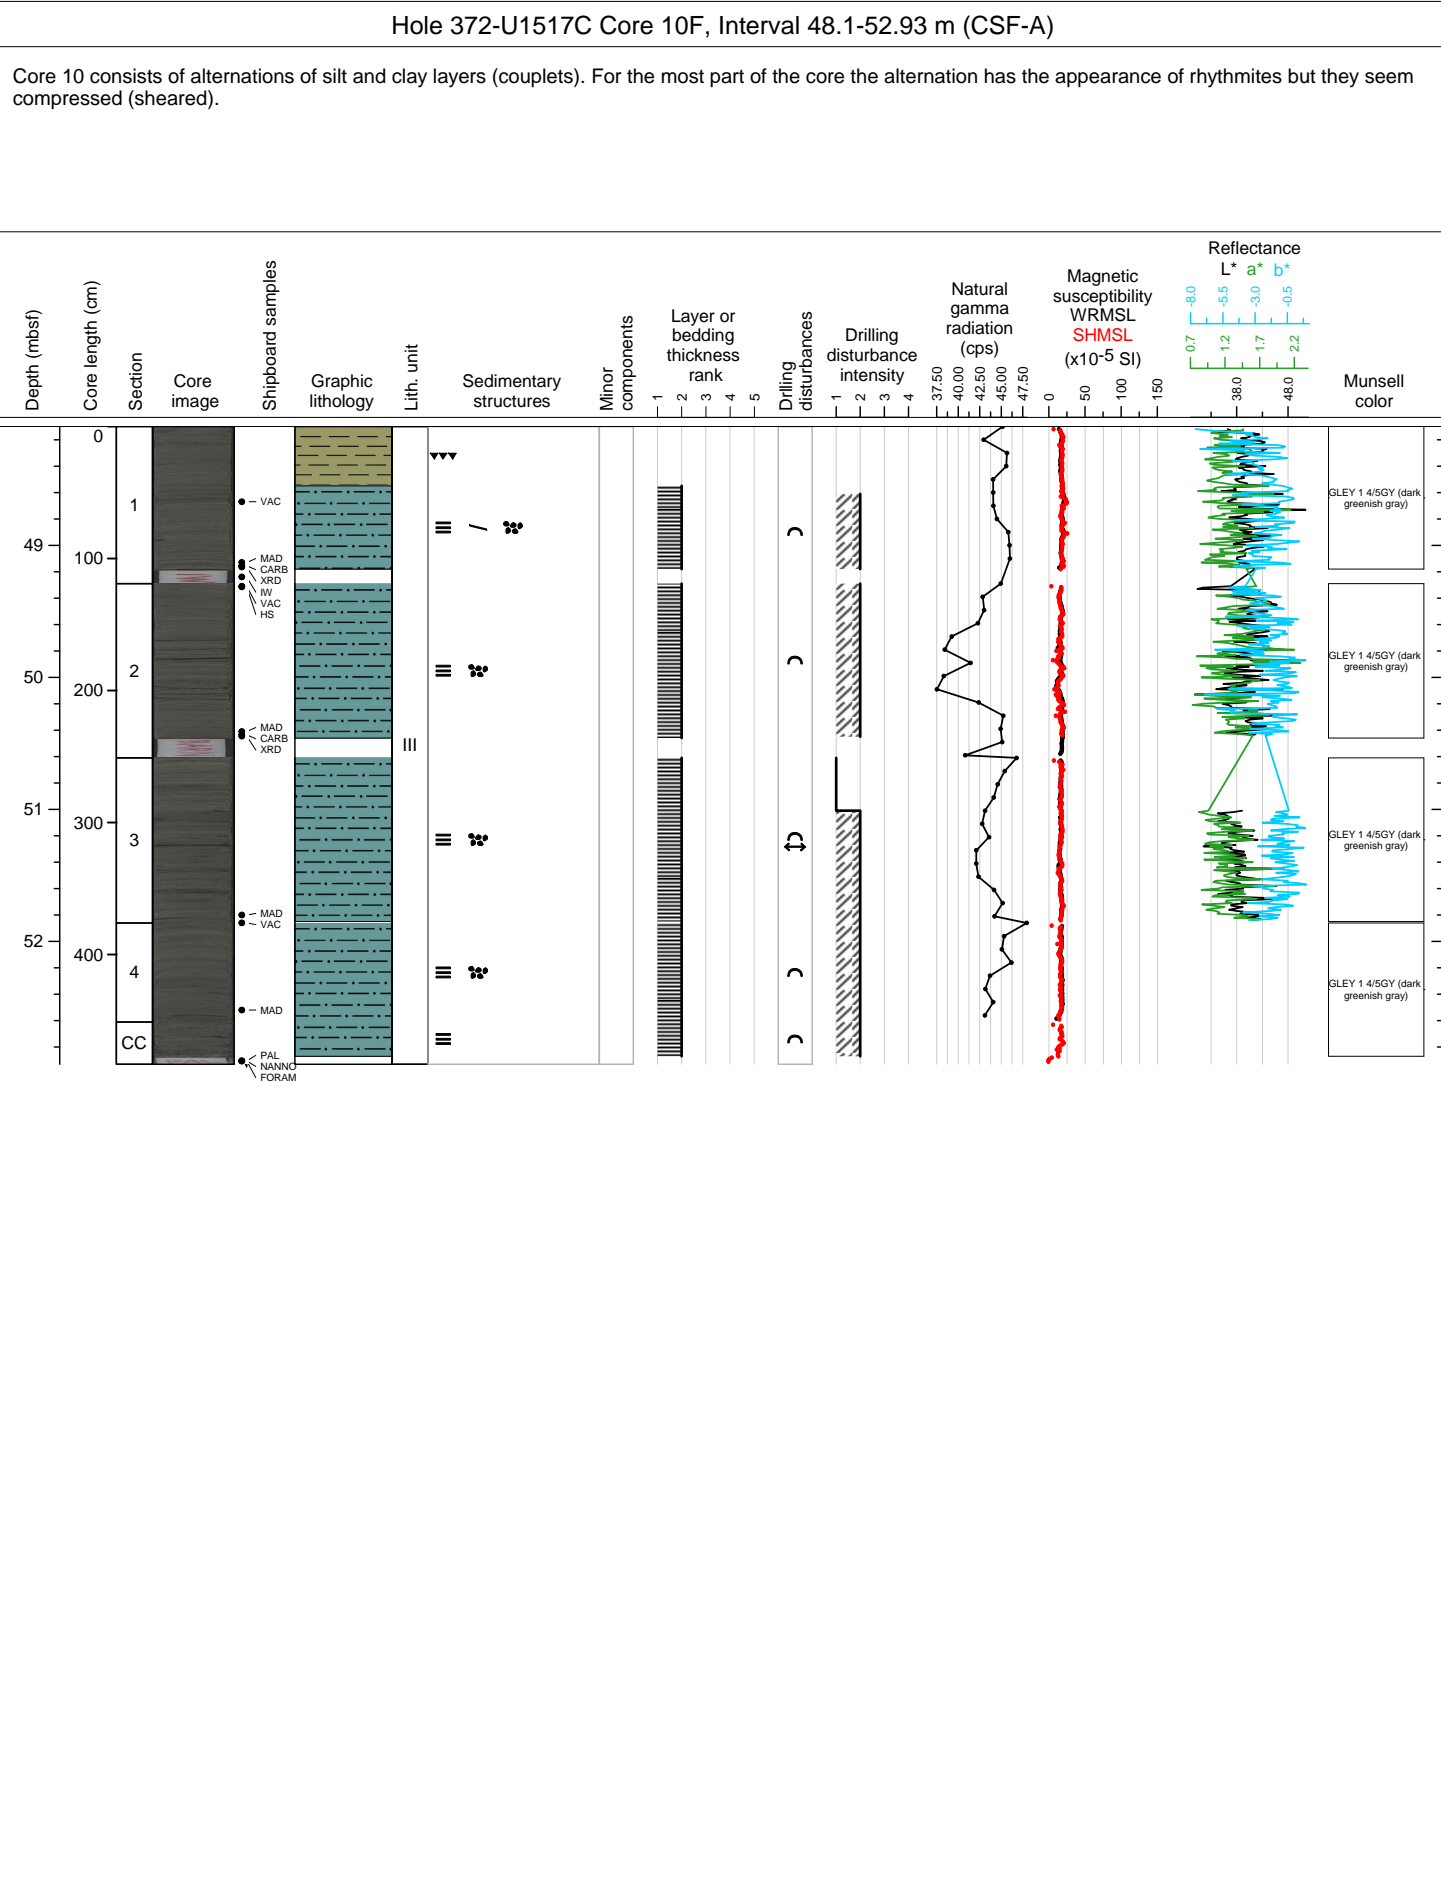 Hole 372-U1517C Core 10F, Interval 48.1-52.93 m (CSF-A)
Core 10 consists of alternations of silt and clay layers (couplets). For the most part of the core the alternation has the appearance of rhythmites but they seem
compressed (sheared).
Depth (mbsf)
Core length (cm)
Section
Core
image
Shipboard samples
Graphic
lithology
Lith. unit
Sedimentary
structures
Minor
components
Layer or
bedding
thickness
rank
1 2 3 4 5
Drlling
disturbances
Drilling
disturbance
intensity
1 2 3 4
Natural
gamma
radiation
(cps)
37.50 40.00 42.50 45.00 47.50
Magnetic
susceptibility
WRMSL
SHMSL
(x10-5 SI)
0 50 100 150
Reflectance
L* a* b*
-8.0 -5.5 -3.0 -0.5
0.7 1.2 1.7 2.2
38.0 48.0
Munsell
color
0
100
200
300
400
49
50
51
52
1
2
3
4
CC
VAC
MAD
CARB
XRD
IW
VAC
HS
MAD
CARB
XRD
MAD
VAC
MAD
PAL
NANNO
FORAM
III
GLEY 1 4/5GY (dark
greenish gray)
GLEY 1 4/5GY (dark
greenish gray)
GLEY 1 4/5GY (dark
greenish gray)
GLEY 1 4/5GY (dark
greenish gray)